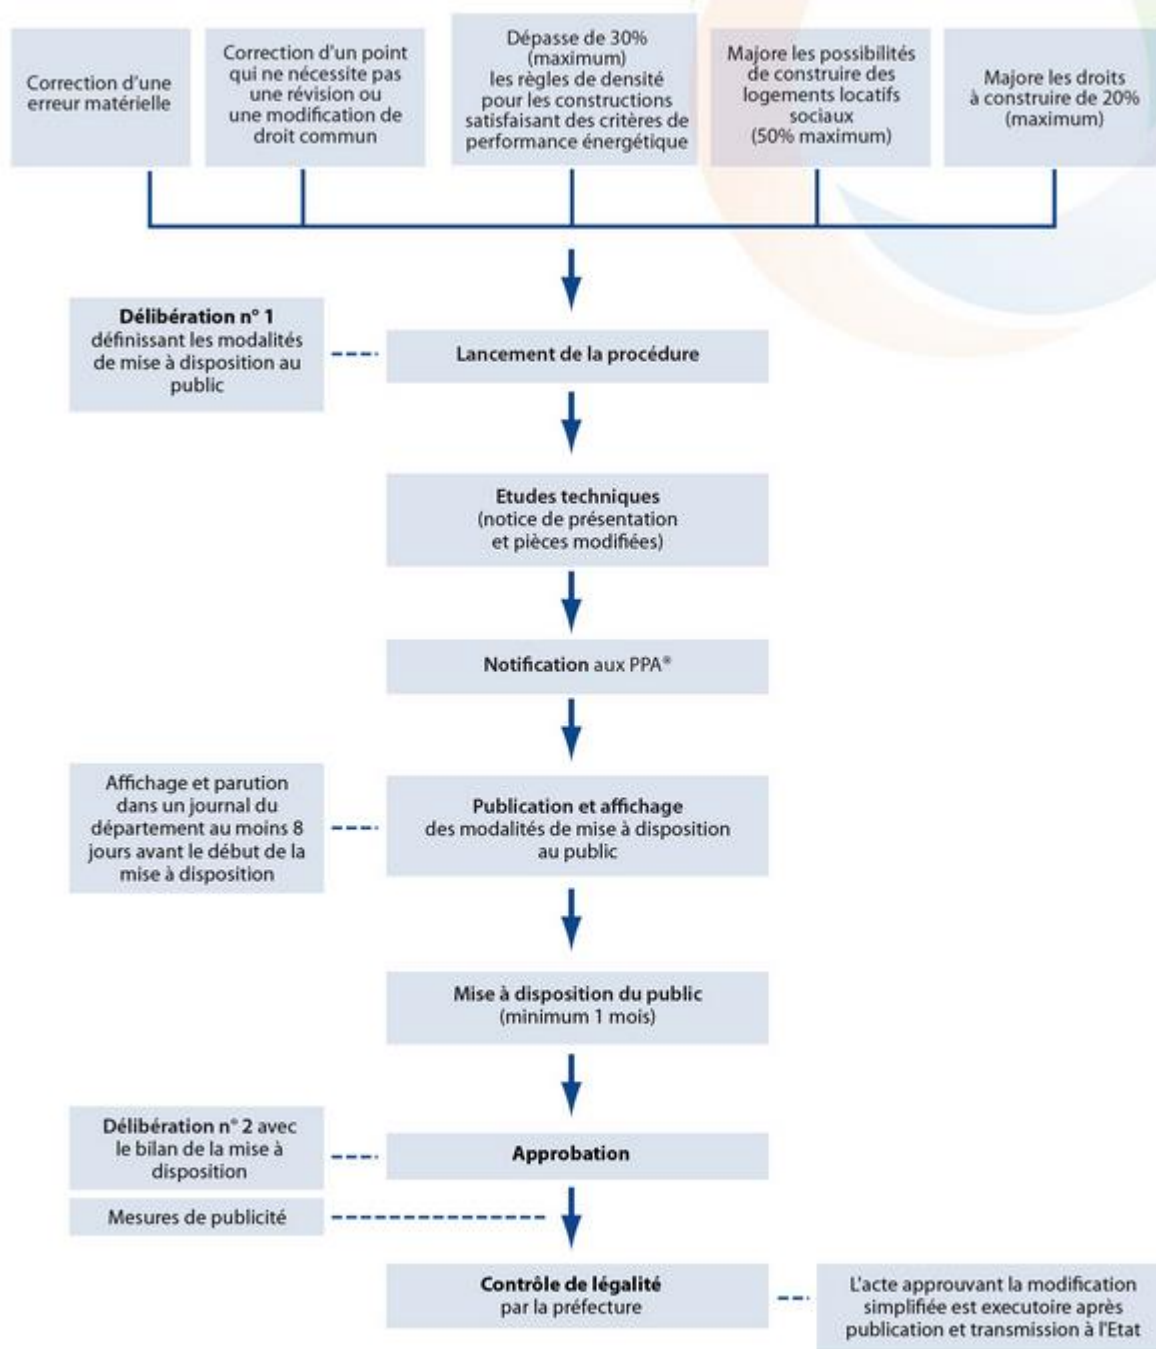 Correction d'une
erreur matérielle
Correction d'un point
qui ne nécessite pas
une révision ou
une modification de
droit commun
Dépasse de 30%
(maximum)
les règles de densité
pour les constructions
satisfaisant des critères de
performance énergétique
Majore les possibilités
de construire des
logements locatifs
sociaux
(50% maximum)
Majore les droits
à construire de 20%
(maximum)
Délibération n° 1
définissant les modalités
de mise à disposition au
public
Lancement de la procédure
Etudes techniques
(notice de présentation
et pièces modifiées)
Notification aux PPA®
Affichage et parution
dans un journal du
département au moins 8
jours avant le début de la
mise à disposition
Publication et affichage
des modalités de mise à disposition
au public
Mise à disposition du public
(minimum 1 mois)
Délibération n° 2 avec
le bilan de la mise à
disposition
Approbation
Mesures de publicité
Contrôle de légalité
par la préfecture
L'acte approuvant la modification
simplifiée est executoire après
publication et transmission à l'Etat